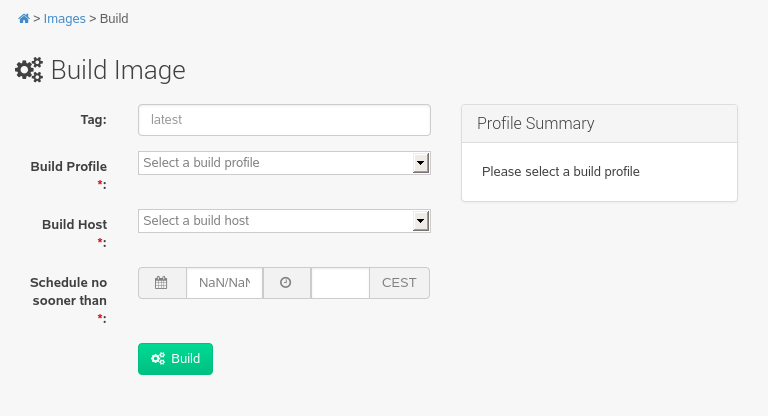 > Images > Build
Build Image
Tag:
latest
Build Profile
*:
Select a build profile
Build Host
*:
Select a build host
Schedule no
sooner than
*:
NaN/NaN
CEST
Build
Profile Summary
Please select a build profile